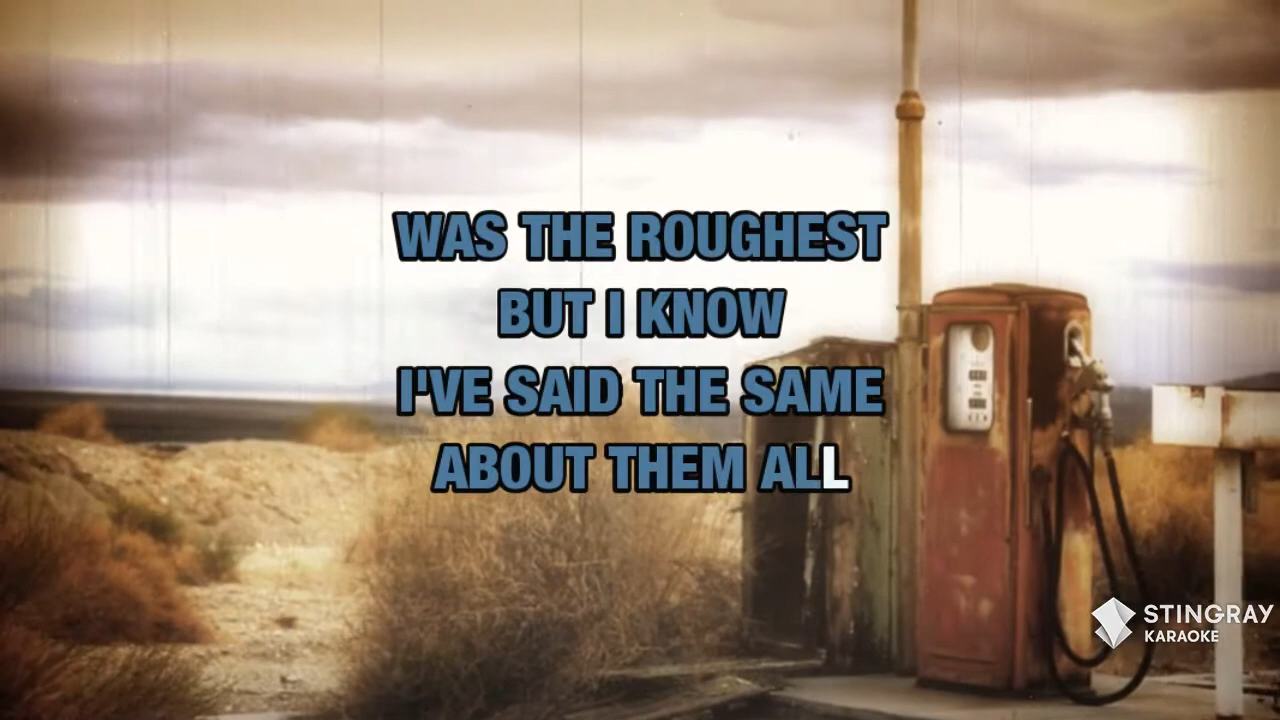 WAS THE ROUGHEST
BUT I KNOW
I'VE SAID THE SAME
ABOUT THEM ALL
STINGRAY
KARAOKE